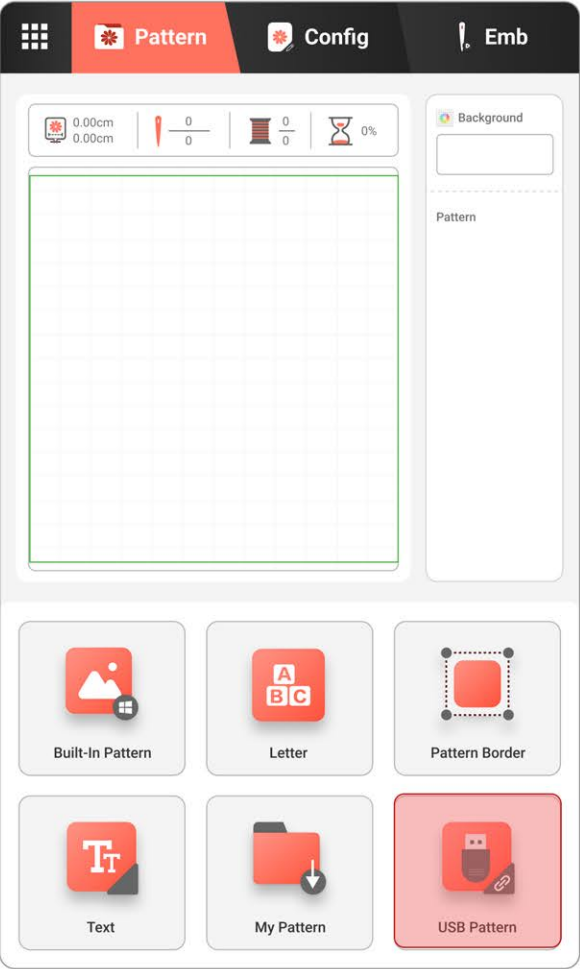 Pattern
Config
Emb
0.00cm
0.00cm
0
0
0
0
0%
Background
Pattern
A
B C
Built-In Pattern
Letter
Pattern Border
TT
Text
My Pattern
USB Pattern